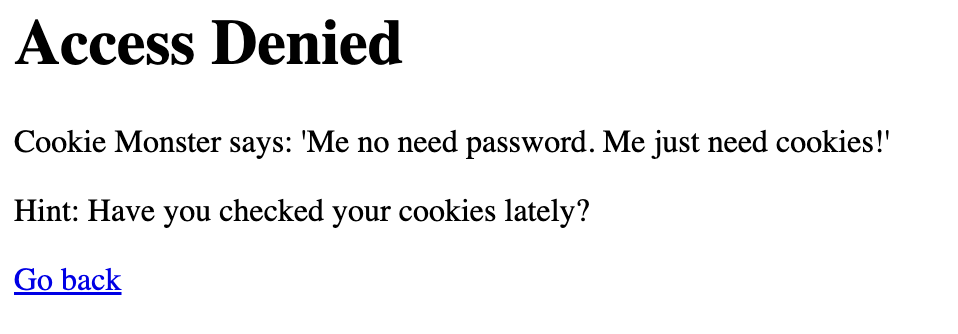 Access Denied
Cookie Monster says: 'Me no need password. Me just need cookies!'
Hint: Have you checked your cookies lately?
Go back